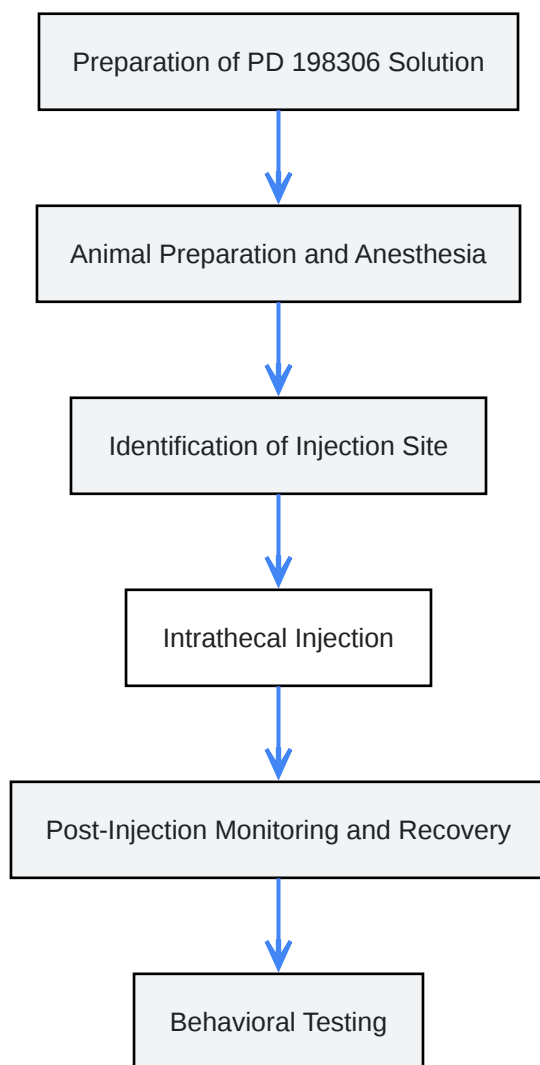 Preparation of PD 198306 Solution
Animal Preparation and Anesthesia
Identification of Injection Site
Intrathecal Injection
Post-Injection Monitoring and Recovery
Behavioral Testing